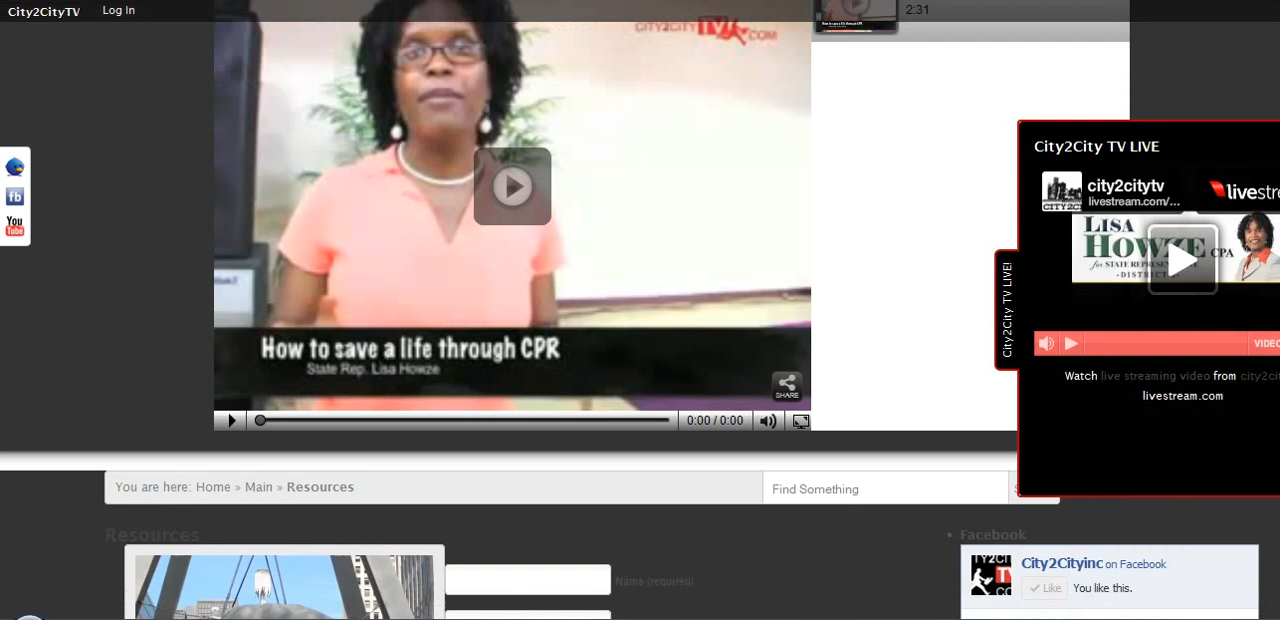 City2CityTV
Log In
CITY2CITYTV.COM
2:31
City2City TV LIVE
fb
You
Tube
city2citytv
livestream.com/...
livestre
LISA
HOWZE CPA
for STATE REPRESENTATIVE
- DISTRICT
City2City TV LIVE!
How to save a life through CPR
State Rep. Lisa Howze
SHARE
0:00 / 0:00
VIDEO
Watch live streaming video from city2cit
livestream.com
You are here: Home » Main » Resources
Find Something
Resources
Facebook
City2Cityinc on Facebook
Like
You like this.
Name (required)